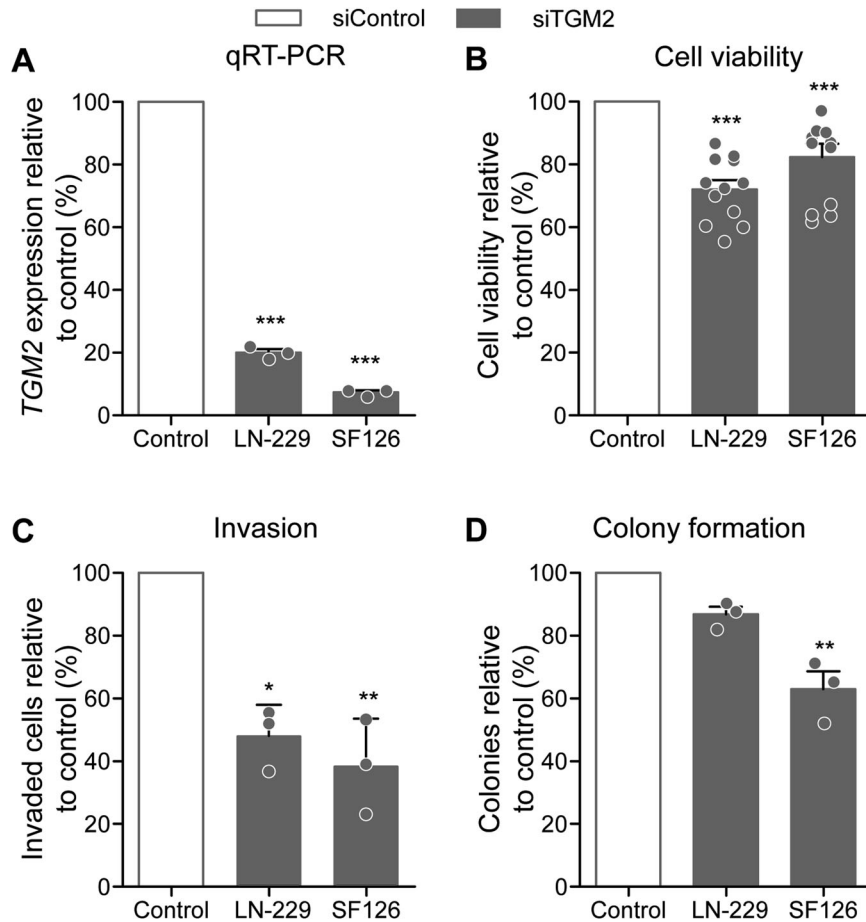 siControl siTGM2
A qRT-PCR
TGM2 expression relative
to control (%)
100
80
60
40
20
0
***
***
Control LN-229 SF126
B Cell viability
Cell viability relative
to control (%)
100
80
60
40
20
0
***
***
Control LN-229 SF126
C Invasion
Invaded cells relative
to control (%)
100
80
60
40
20
0
*
**
Control LN-229 SF126
D Colony formation
Colonies relative
to control (%)
100
80
60
40
20
0
**
Control LN-229 SF126